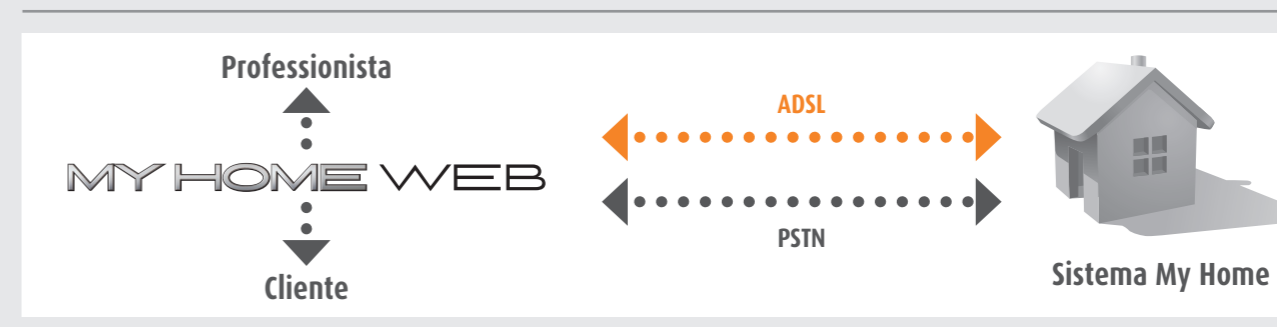 Professionista
MY HOME WEB
Cliente
ADSL
PSTN
Sistema My Home